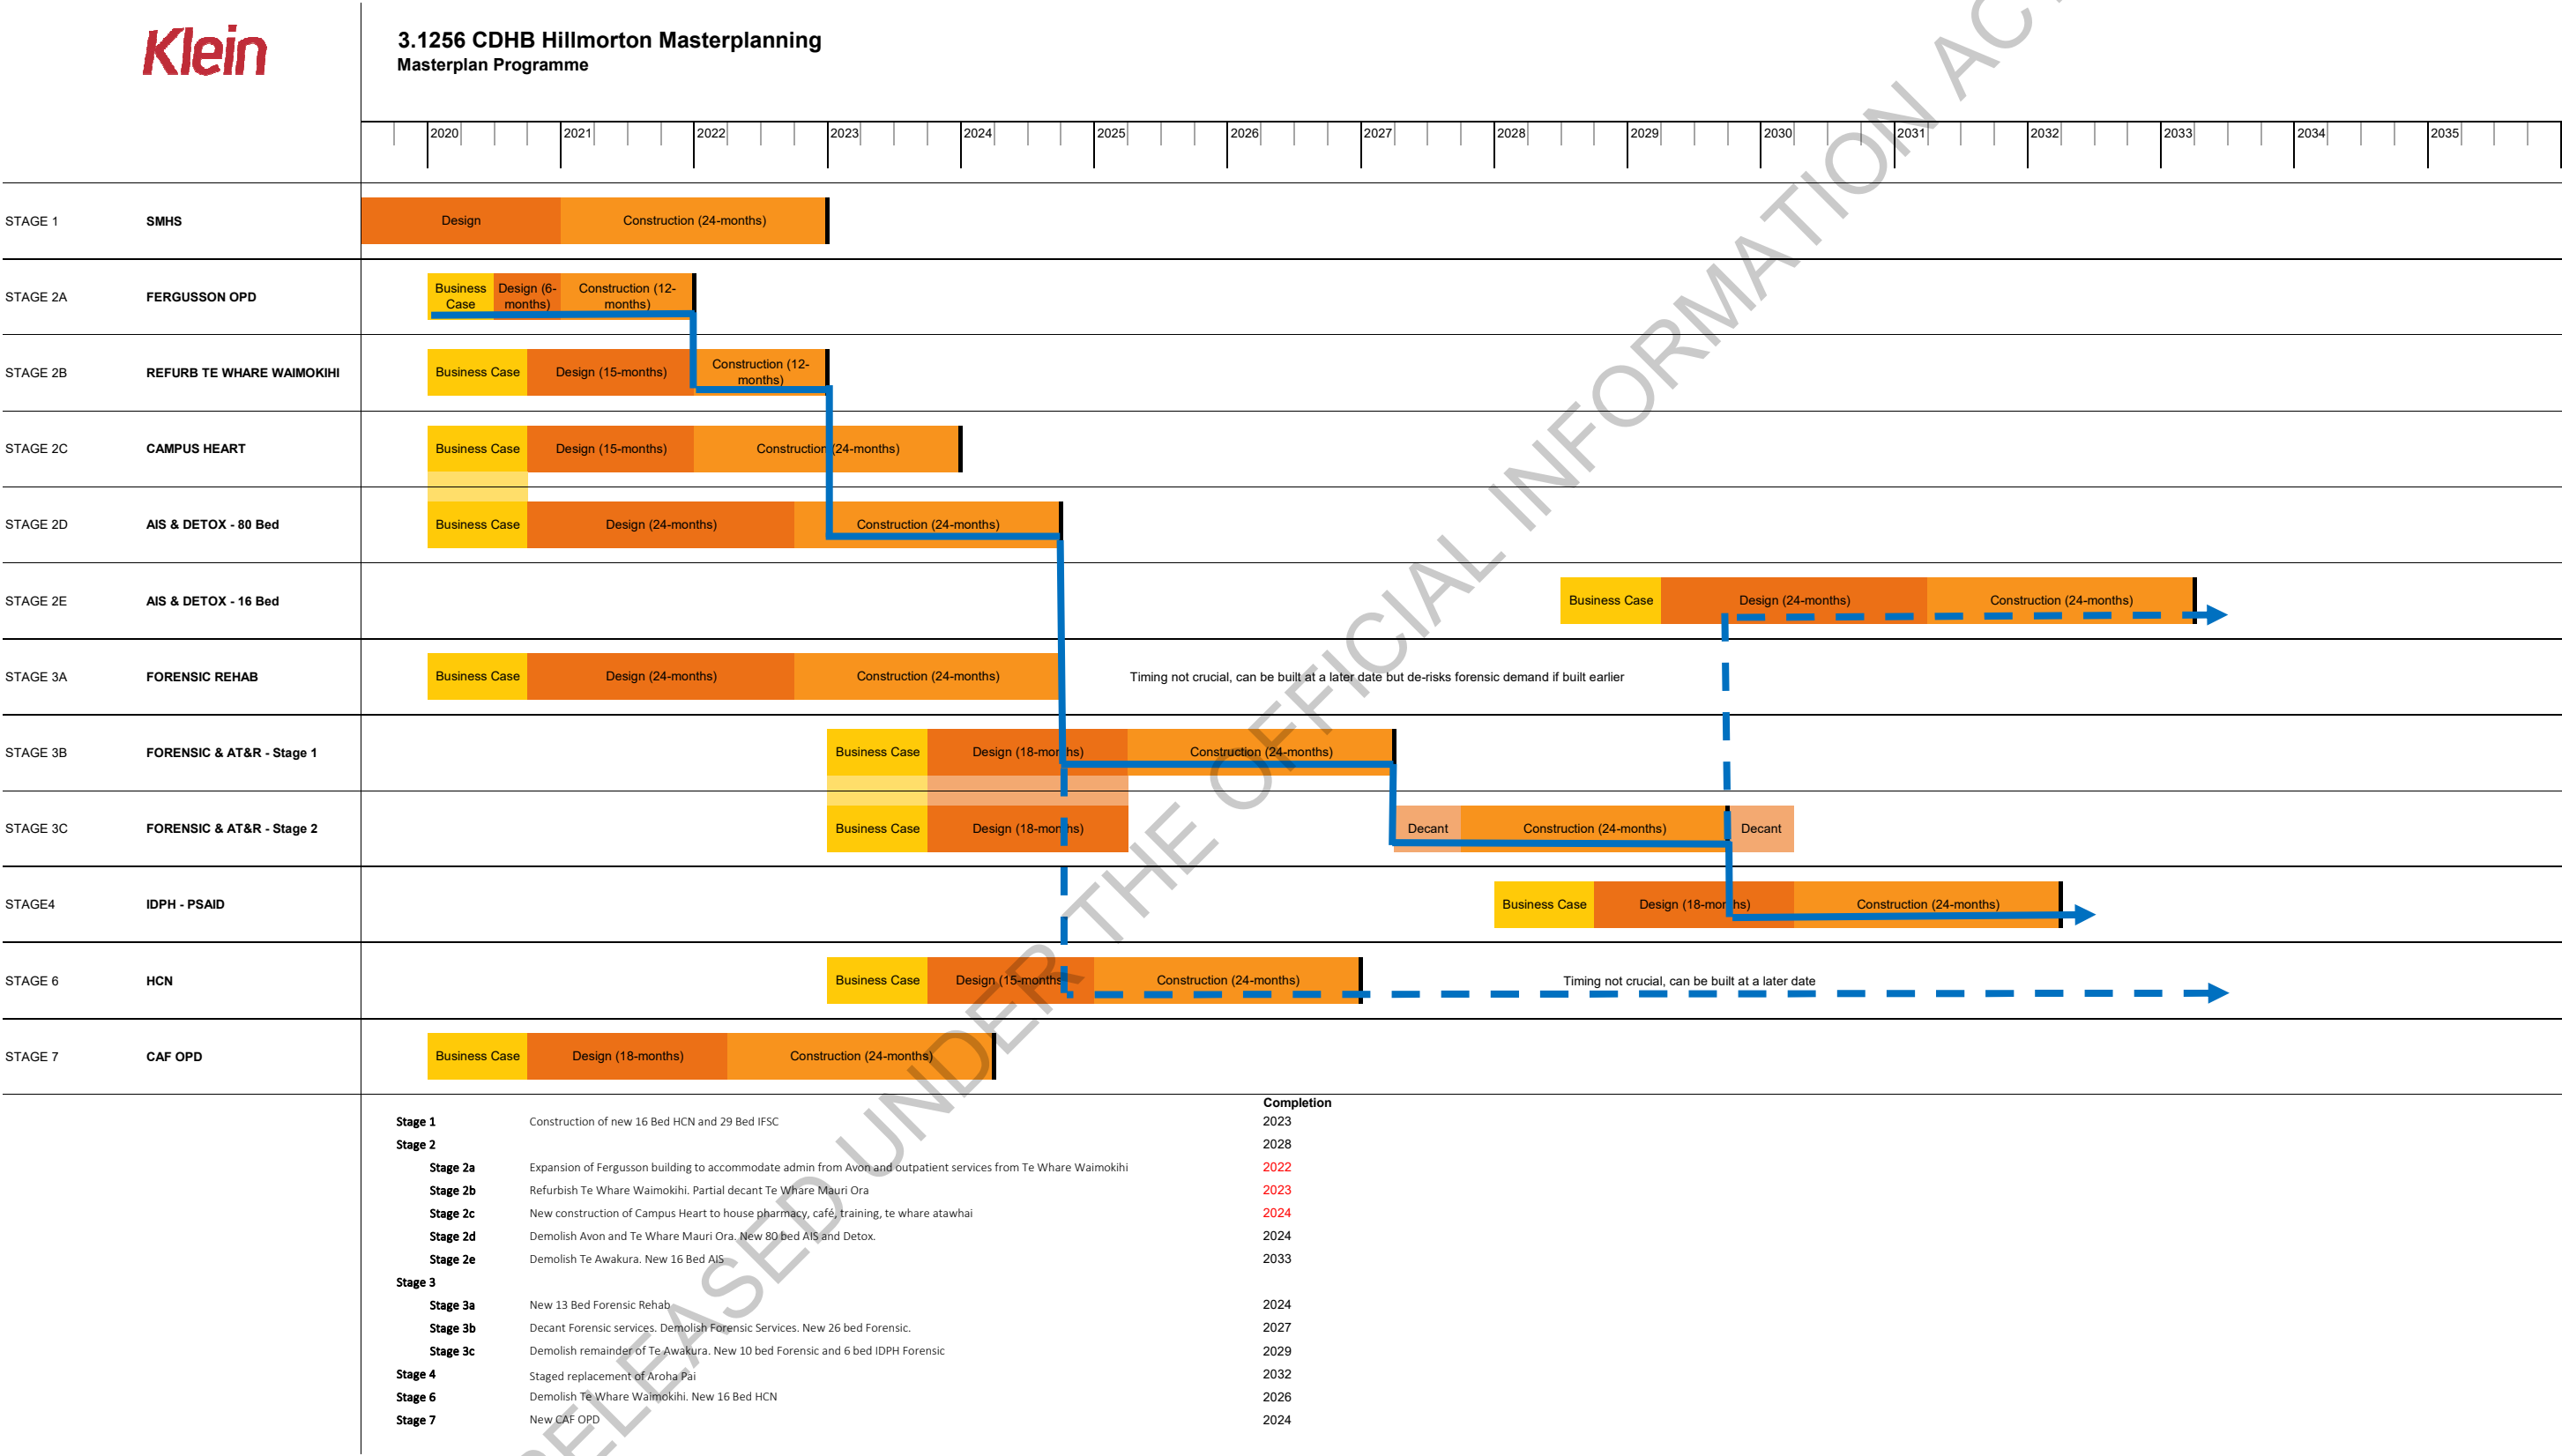 Klein
3.1256 CDHB Hillmorton Masterplanning
Masterplan Programme
2020 2021 2022 2023 2024 2025 2026 2027 2028 2029 2030 2031 2032 2033 2034 2035
STAGE 1 SMHS Design Construction (24-months)
STAGE 2A FERGUSSON OPD Business Case Design (6-months) Construction (12-months)
STAGE 2B REFURB TE WHARE WAIMOKIHI Business Case Design (15-months) Construction (12-months)
STAGE 2C CAMPUS HEART Business Case Design (15-months) Construction (24-months)
STAGE 2D AIS & DETOX - 80 Bed Business Case Design (24-months) Construction (24-months)
STAGE 2E AIS & DETOX - 16 Bed Business Case Design (24-months) Construction (24-months)
STAGE 3A FORENSIC REHAB Business Case Design (24-months) Construction (24-months) Timing not crucial, can be built at a later date but de-risks forensic demand if built earlier
STAGE 3B FORENSIC & AT&R - Stage 1 Business Case Design (18-months) Construction (24-months)
STAGE 3C FORENSIC & AT&R - Stage 2 Business Case Design (18-months) Decant Construction (24-months) Decant
STAGE4 IDPH - PSAID Business Case Design (18-months) Construction (24-months)
STAGE 6 HCN Business Case Design (15-months) Construction (24-months) Timing not crucial, can be built at a later date
STAGE 7 CAF OPD Business Case Design (18-months) Construction (24-months)
Completion
Stage 1 Construction of new 16 Bed HCN and 29 Bed IFSC 2023
Stage 2 2028
Stage 2a Expansion of Fergusson building to accommodate admin from Avon and outpatient services from Te Whare Waimokihi 2022
Stage 2b Refurbish Te Whare Waimokihi. Partial decant Te Whare Mauri Ora 2023
Stage 2c New construction of Campus Heart to house pharmacy, café, training, te whare atawhai 2024
Stage 2d Demolish Avon and Te Whare Mauri Ora. New 80 bed AIS and Detox. 2024
Stage 2e Demolish Te Awakura. New 16 Bed AIS 2033
Stage 3
Stage 3a New 13 Bed Forensic Rehab 2024
Stage 3b Decant Forensic services. Demolish Forensic Services. New 26 bed Forensic. 2027
Stage 3c Demolish remainder of Te Awakura. New 10 bed Forensic and 6 bed IDPH Forensic 2029
Stage 4 Staged replacement of Aroha Pai 2032
Stage 6 Demolish Te Whare Waimokihi. New 16 Bed HCN 2026
Stage 7 New CAF OPD 2024
RELEASED UNDER THE OFFICIAL INFORMATION ACT